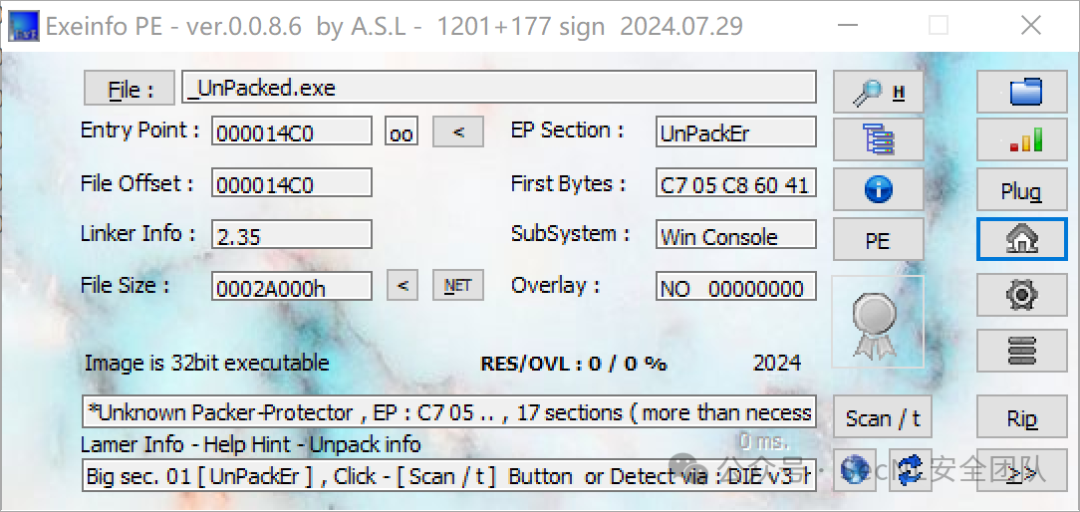 Exeinfo PE - ver.0.0.8.6 by A.S.L - 1201+177 sign 2024.07.29
File : _UnPacked.exe H
Entry Point : 000014C0 oo < EP Section : UnPackEr
File Offset : 000014C0 First Bytes : C7 05 C8 60 41 Plug
Linker Info : 2.35 SubSystem : Win Console PE
File Size : 0002A000h < NET Overlay : NO 00000000
Image is 32bit executable RES/OVL : 0 / 0 % 2024
*Unknown Packer-Protector , EP : C7 05 .. , 17 sections ( more than necess Scan / t Rip
Lamer Info - Help Hint - Unpack info 0 ms.
Big sec. 01 [ UnPackEr ] , Click - [ Scan / t ] Button or Detect via : DIE v3 >>
公众号 · 安全团队